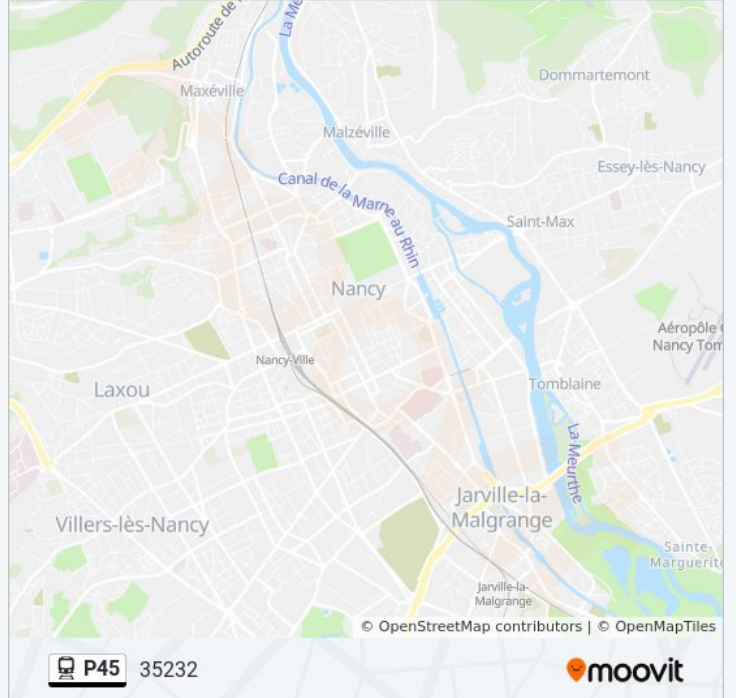 La Me
Autoroute de
Dommartemont
Maxéville
Malzéville
Essey-lès-Nancy
Canal de la Marne au Rhin
Saint-Max
Nancy
Aéropôle
Nancy Tom
Nancy-Ville
Laxou
Tomblaine
La Meurthe
Jarville-la-
Malgrange
Villers-lès-Nancy
Sainte-
Marguerite
Jarville-la-
Malgrange
© OpenStreetMap contributors | © OpenMapTiles
P45 35232
moovit